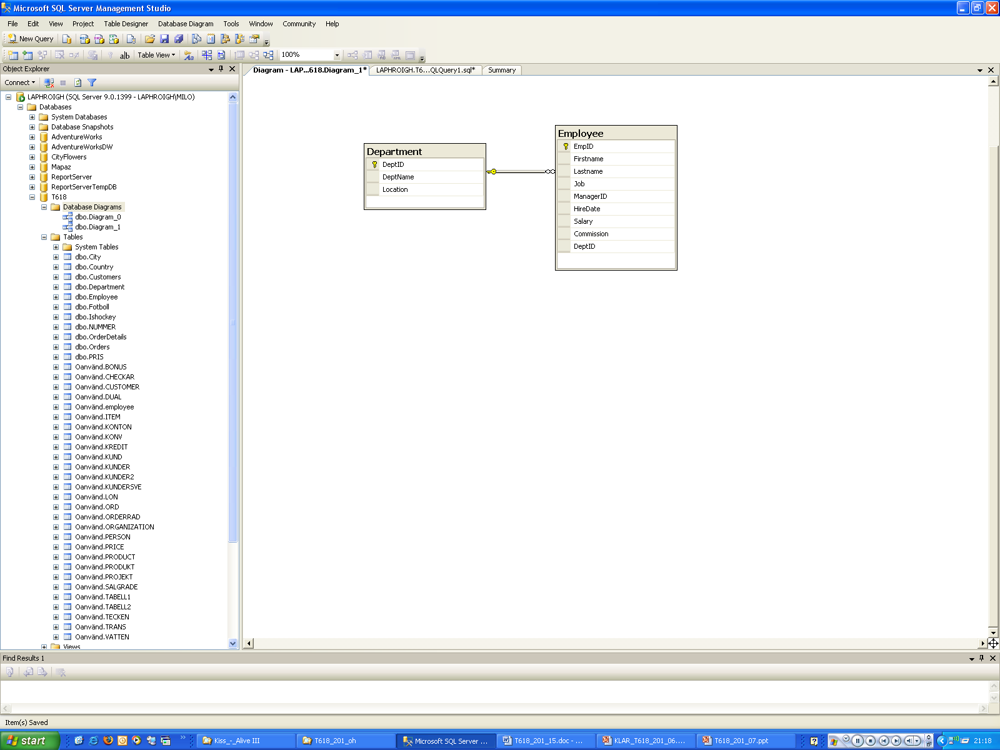 Microsoft SQL Server Management Studio
File Edit View Project Table Designer Database Diagram Tools Window Community Help
New Query
ab Table View 100%
Object Explorer
Connect
LAPHROIGH (SQL Server 9.0.1399 - LAPHROIGH\MILO)
Databases
System Databases
Database Snapshots
AdventureWorks
AdventureWorksDW
CityFlowers
Mapaz
ReportServer
ReportServerTempDB
T618
Database Diagrams
dbo.Diagram_0
dbo.Diagram_1
Tables
System Tables
dbo.City
dbo.Country
dbo.Customers
dbo.Department
dbo.Employee
dbo.Fotboll
dbo.Ishockey
dbo.NUMMER
dbo.OrderDetails
dbo.Orders
dbo.PRIS
Oanvänd.BONUS
Oanvänd.CHECKAR
Oanvänd.CUSTOMER
Oanvänd.DUAL
Oanvänd.employee
Oanvänd.ITEM
Oanvänd.KONTON
Oanvänd.KONV
Oanvänd.KREDIT
Oanvänd.KUND
Oanvänd.KUNDER
Oanvänd.KUNDER2
Oanvänd.KUNDERSVE
Oanvänd.LON
Oanvänd.ORD
Oanvänd.ORDERRAD
Oanvänd.ORGANIZATION
Oanvänd.PERSON
Oanvänd.PRICE
Oanvänd.PRODUCT
Oanvänd.PRODUKT
Oanvänd.PROJEKT
Oanvänd.SALGRADE
Oanvänd.TABELL1
Oanvänd.TABELL2
Oanvänd.TECKEN
Oanvänd.TRANS
Oanvänd.VATTEN
Views
Diagram - LAP...618.Diagram_1* LAPHROIGH.T6...QLQuery1.sql* Summary
Department
DeptID
DeptName
Location
Employee
EmpID
Firstname
Lastname
Job
ManagerID
HireDate
Salary
Commission
DeptID
Find Results 1
Item(s) Saved
start Kiss_-_Alive III T618_201_oh Microsoft SQL Server ... T618_201_15.doc - ... KLAR_T618_201_06.... T618_201_07.ppt 21:18